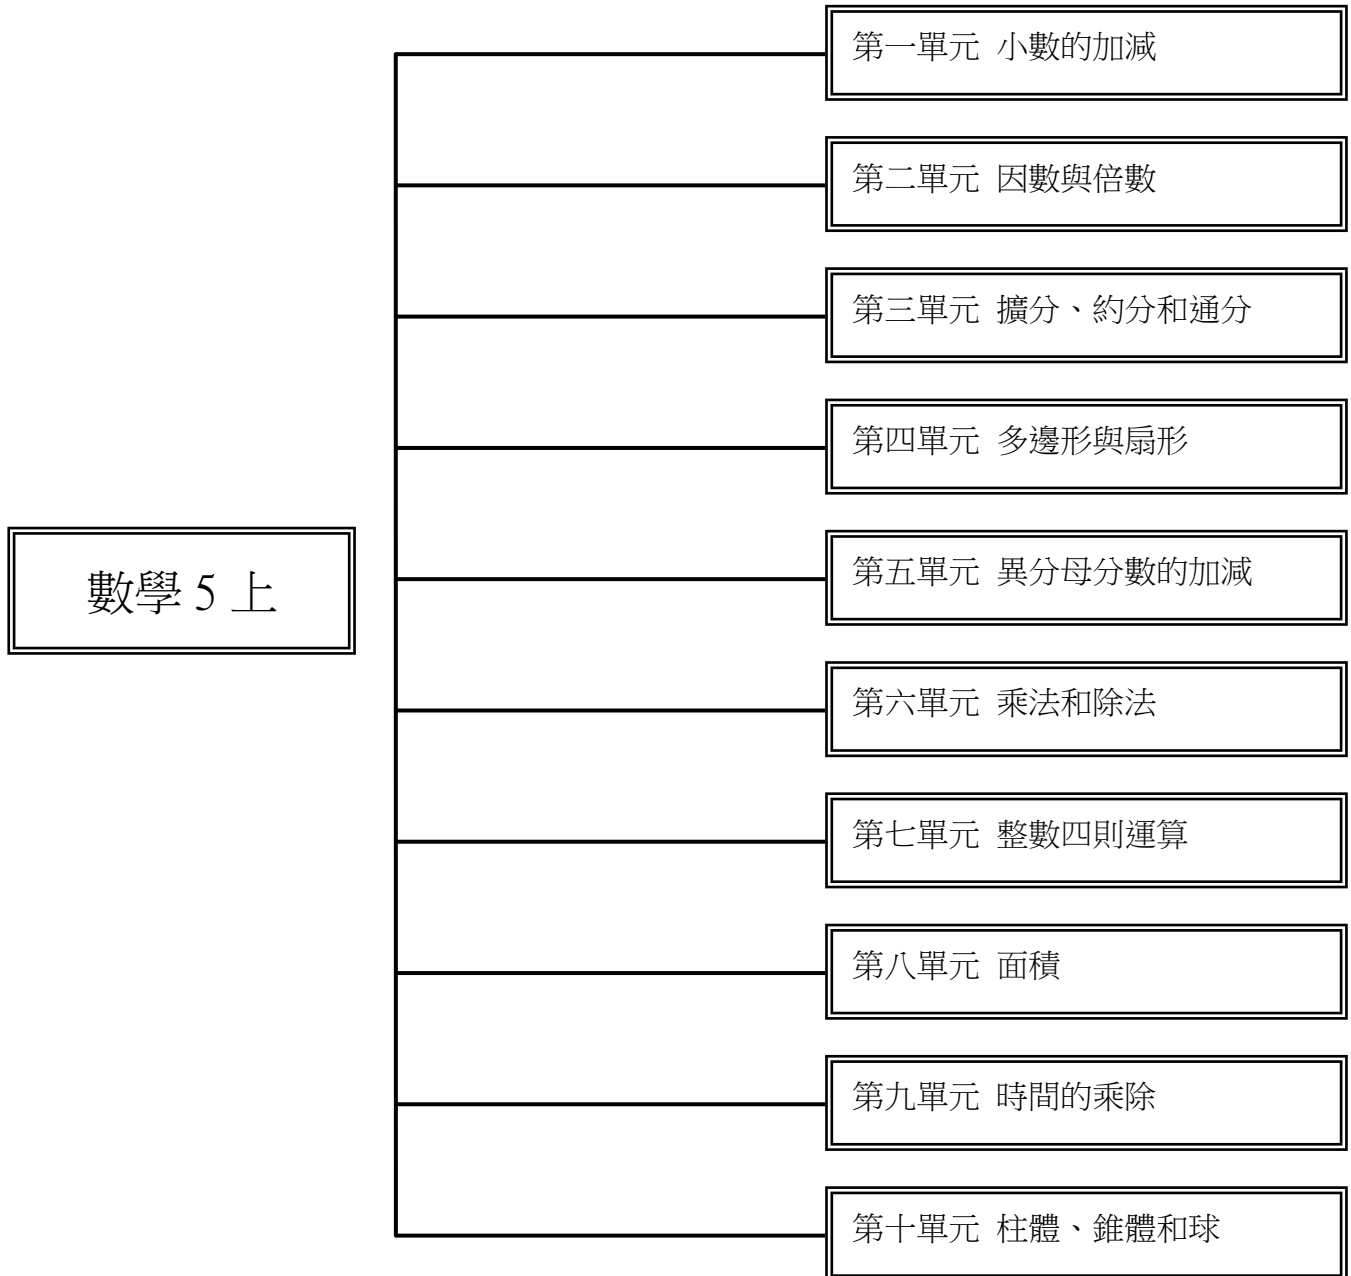 數學 5 上
第一單元 小數的加減
第二單元 因數與倍數
第三單元 擴分、約分和通分
第四單元 多邊形與扇形
第五單元 異分母分數的加減
第六單元 乘法和除法
第七單元 整數四則運算
第八單元 面積
第九單元 時間的乘除
第十單元 柱體、錐體和球